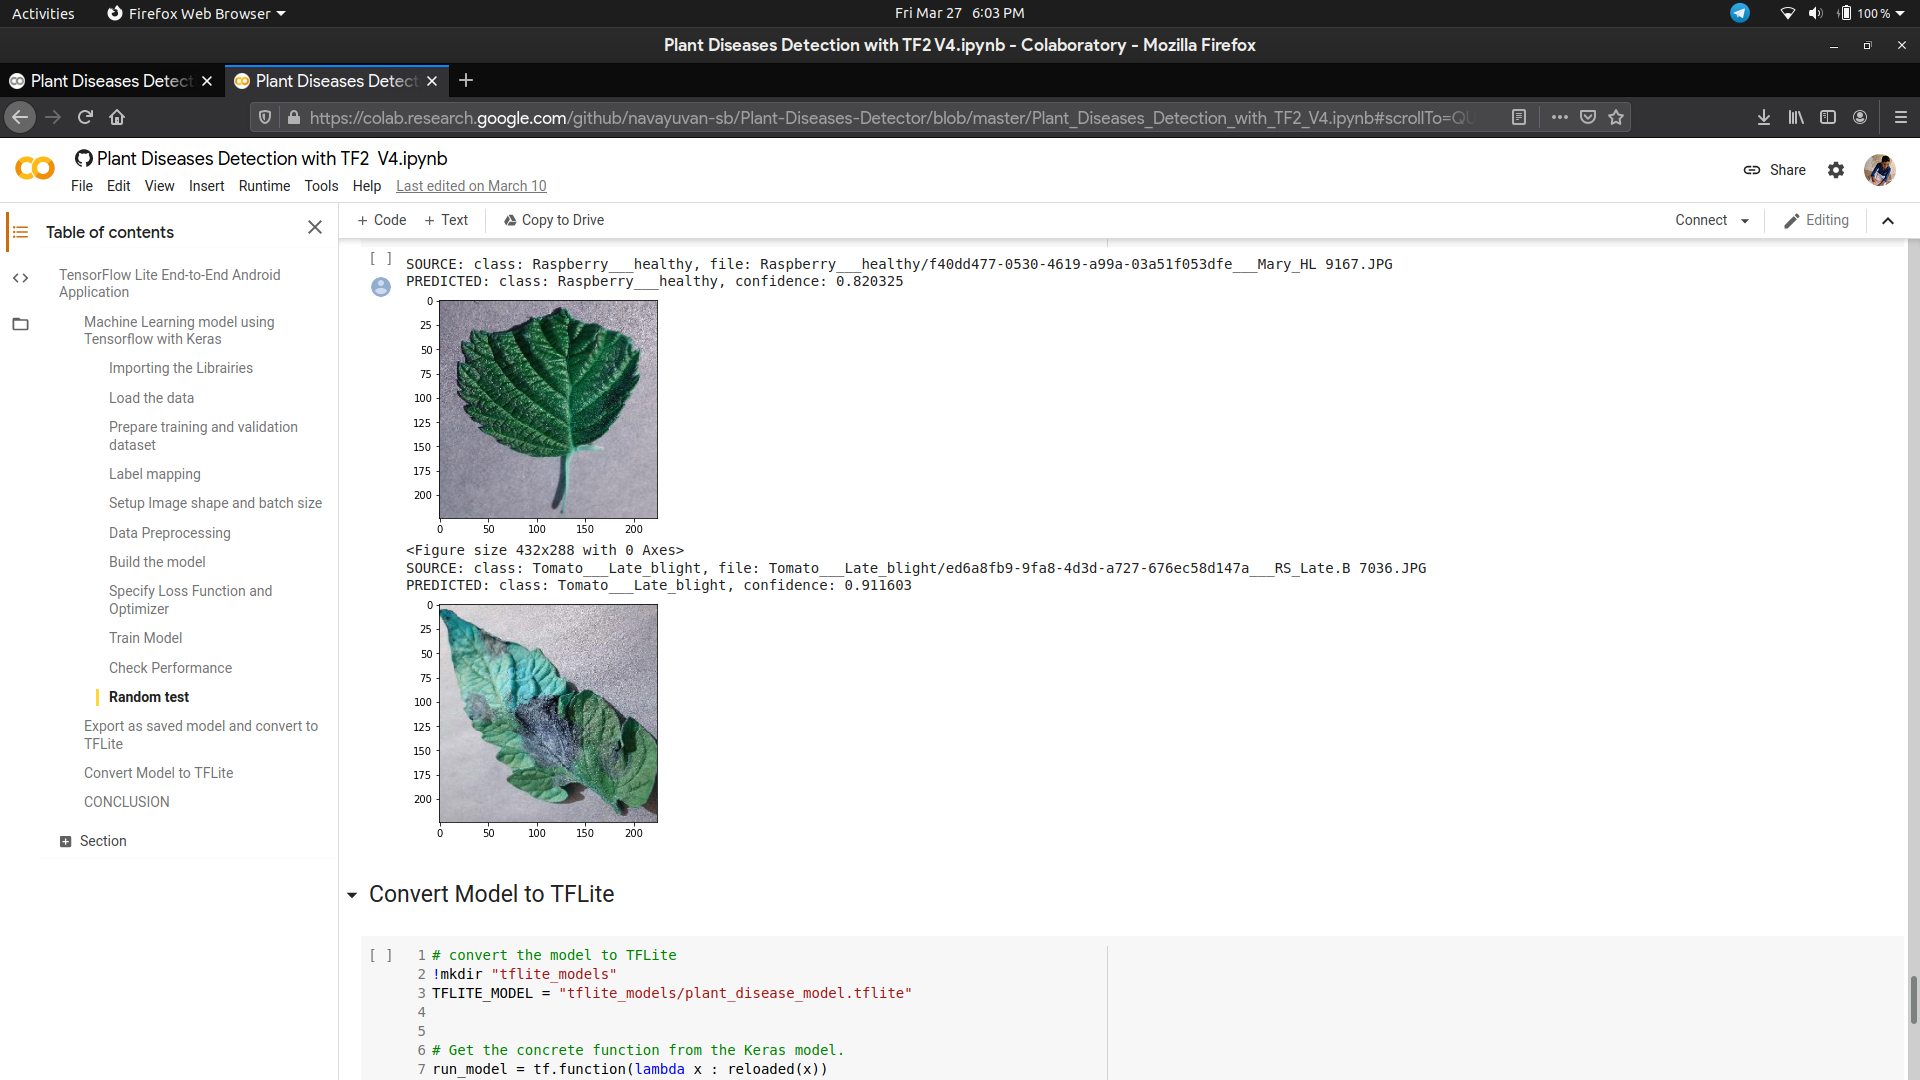 Activities
Firefox Web Browser
Fri Mar 27 6:03 PM
100 %
Plant Diseases Detection with TF2 V4.ipynb - Colaboratory - Mozilla Firefox
Plant Diseases Detect
Plant Diseases Detect
https://colab.research.google.com/github/navayuvan-sb/Plant-Diseases-Detector/blob/master/Plant_Diseases_Detection_with_TF2_V4.ipynb#scrollTo=QU
Plant Diseases Detection with TF2 V4.ipynb
File Edit View Insert Runtime Tools Help Last edited on March 10
Share
Table of contents
TensorFlow Lite End-to-End Android
Application
Machine Learning model using
Tensorflow with Keras
Importing the Librairies
Load the data
Prepare training and validation
dataset
Label mapping
Setup Image shape and batch size
Data Preprocessing
Build the model
Specify Loss Function and
Optimizer
Train Model
Check Performance
Random test
Export as saved model and convert to
TFLite
Convert Model to TFLite
CONCLUSION
Section
+ Code + Text Copy to Drive
Connect
Editing
[ ]
SOURCE: class: Raspberry___healthy, file: Raspberry___healthy/f40dd477-0530-4619-a99a-03a51f053dfe___Mary_HL 9167.JPG
PREDICTED: class: Raspberry___healthy, confidence: 0.820325
0
25
50
75
100
125
150
175
200
0 50 100 150 200
<Figure size 432x288 with 0 Axes>
SOURCE: class: Tomato___Late_blight, file: Tomato___Late_blight/ed6a8fb9-9fa8-4d3d-a727-676ec58d147a___RS_Late.B 7036.JPG
PREDICTED: class: Tomato___Late_blight, confidence: 0.911603
0
25
50
75
100
125
150
175
200
0 50 100 150 200
Convert Model to TFLite
[ ]
1 # convert the model to TFLite
2 !mkdir "tflite_models"
3 TFLITE_MODEL = "tflite_models/plant_disease_model.tflite"
4
5
6 # Get the concrete function from the Keras model.
7 run_model = tf.function(lambda x : reloaded(x))